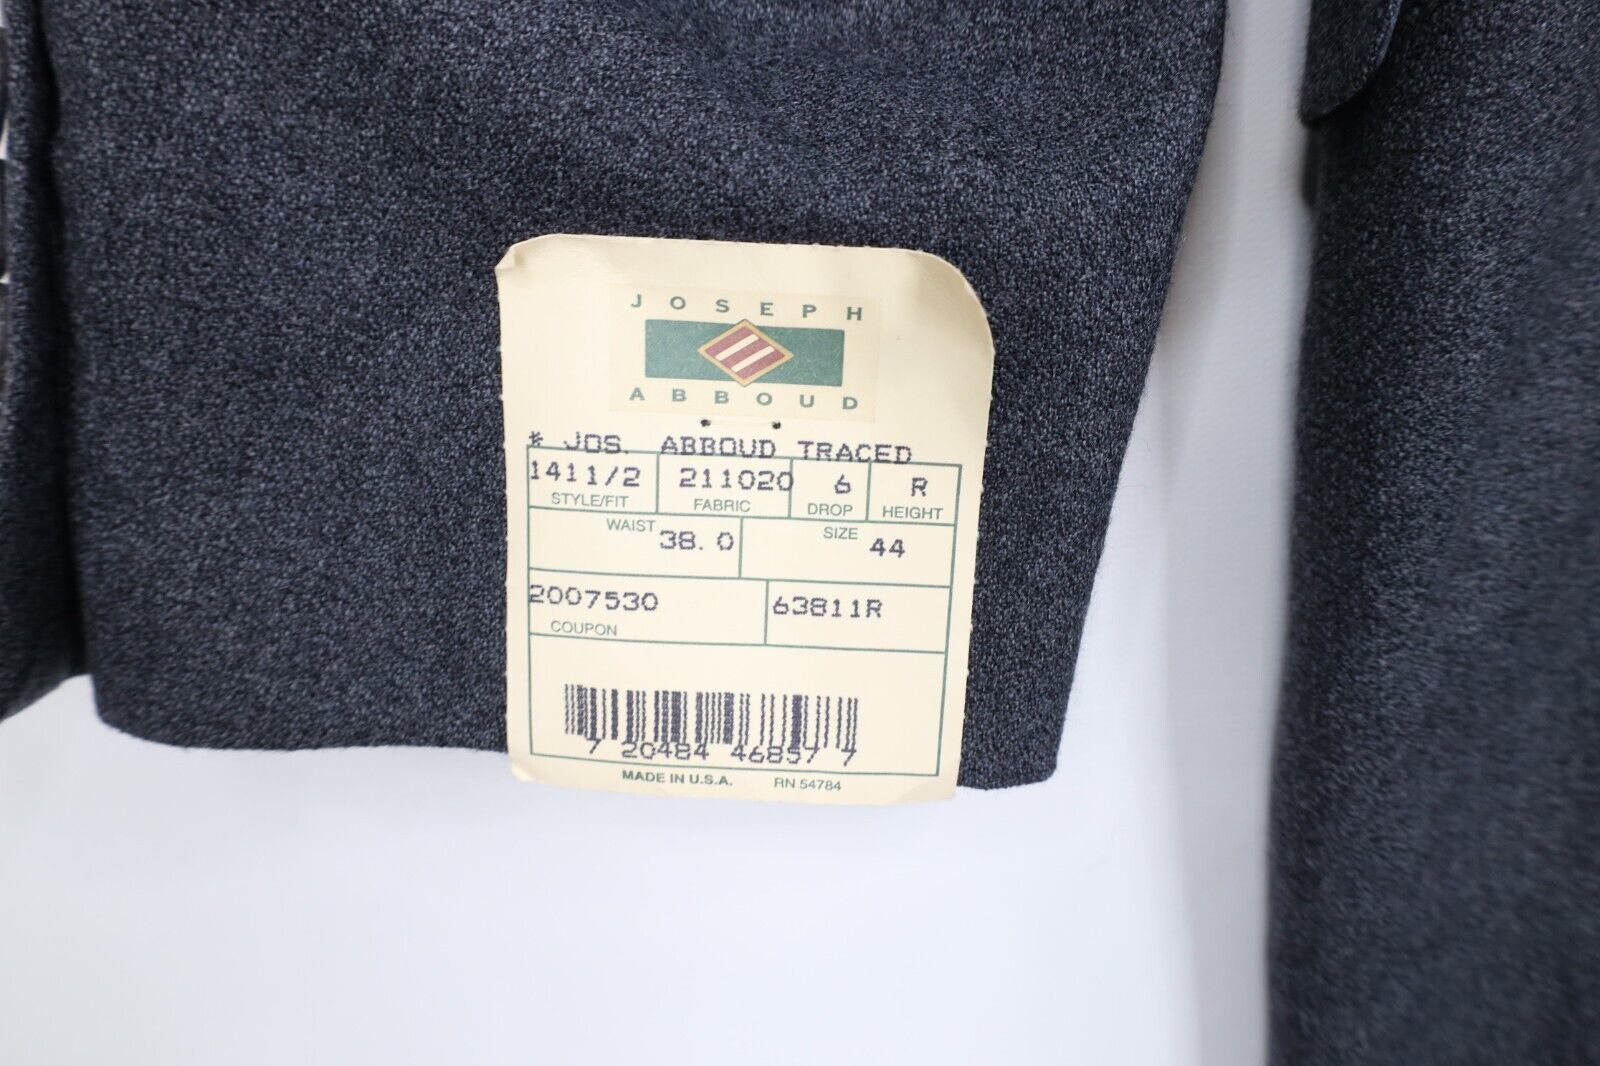 JOSEPH
ABBOUD
* JOS. ABBOUD TRACED
1411/2 211020 6 R
STYLE/FIT FABRIC DROP HEIGHT
WAIST 38.0 SIZE 44
2007530 63811R
COUPON
7 20484 46857 7
MADE IN U.S.A. RN 54784